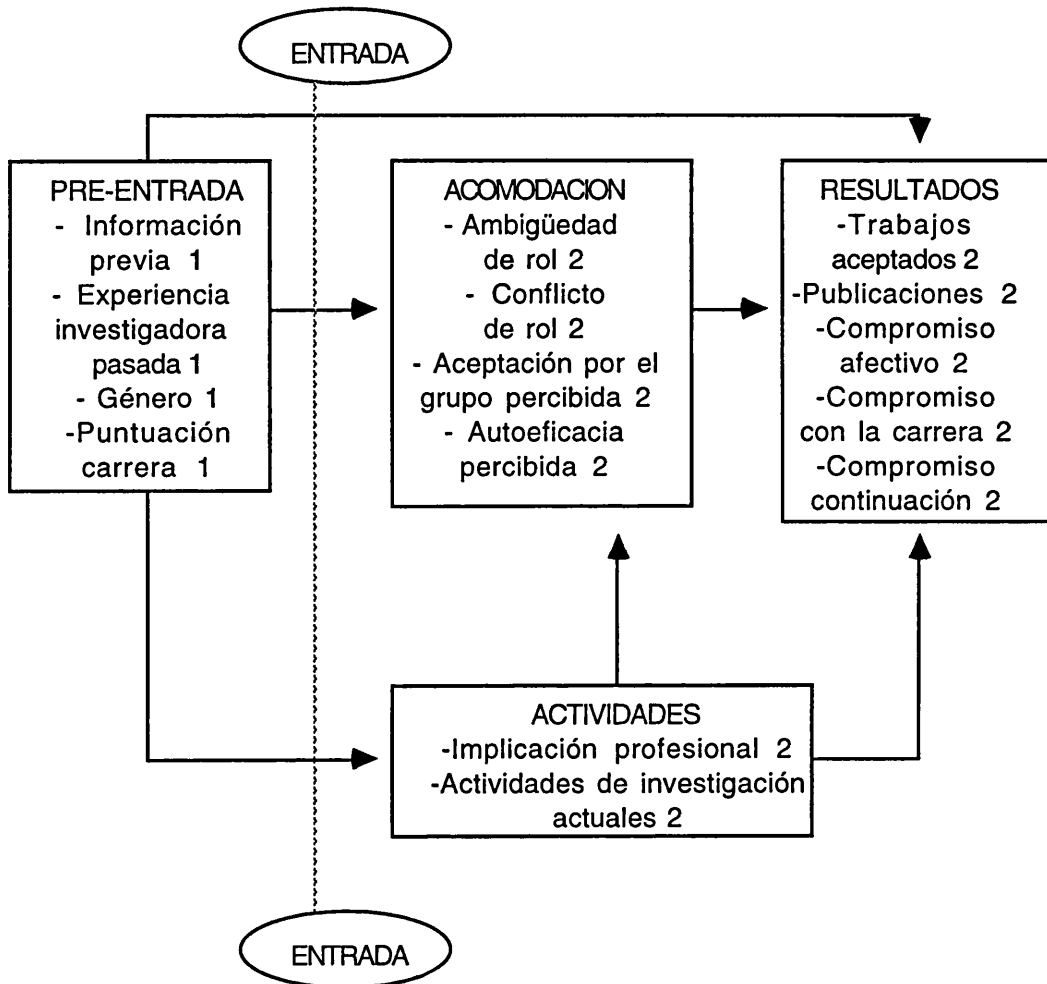 ENTRADA
PRE-ENTRADA
- Información
previa 1
- Experiencia
investigadora
pasada 1
- Género 1
-Puntuación
carrera 1
ACOMODACION
- Ambigüedad
de rol 2
- Conflicto
de rol 2
- Aceptación por el
grupo percibida 2
- Autoeficacia
percibida 2
RESULTADOS
-Trabajos
aceptados 2
-Publicaciones 2
-Compromiso
afectivo 2
-Compromiso
con la carrera 2
-Compromiso
continuación 2
ACTIVIDADES
-Implicación profesional 2
-Actividades de investigación
actuales 2
ENTRADA